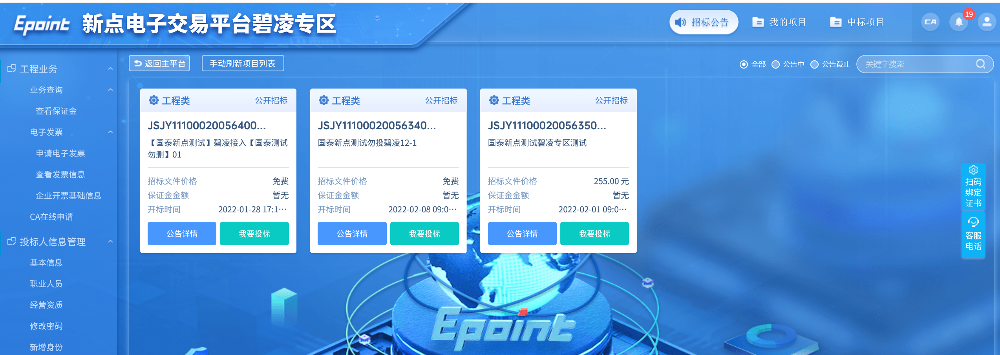 Epoint 新点电子交易平台碧凌专区
招标公告 我的项目 中标项目 CA 19
返回主平台 手动刷新项目列表 全部 公告中 公告截止 关键字搜索
工程业务
业务查询
查看保证金
电子发票
申请电子发票
查看发票信息
企业开票基础信息
CA在线申请
投标人信息管理
基本信息
职业人员
经营资质
修改密码
新增身份
工程类 公开招标
JSJY11100020056400...
【国泰新点测试】碧凌接入【国泰测试
勿删】01
招标文件价格 免费
保证金金额 暂无
开标时间 2022-01-28 17:1…
公告详情 我要投标
工程类 公开招标
JSJY11100020056340...
国泰新点测试勿投碧凌12-1
招标文件价格 免费
保证金金额 暂无
开标时间 2022-02-08 09:0…
公告详情 我要投标
工程类 公开招标
JSJY11100020056350...
国泰新点测试碧凌专区测试
招标文件价格 255.00 元
保证金金额 暂无
开标时间 2022-02-01 09:0…
公告详情 我要投标
扫码
绑定
证书
客服
电话
Epoint